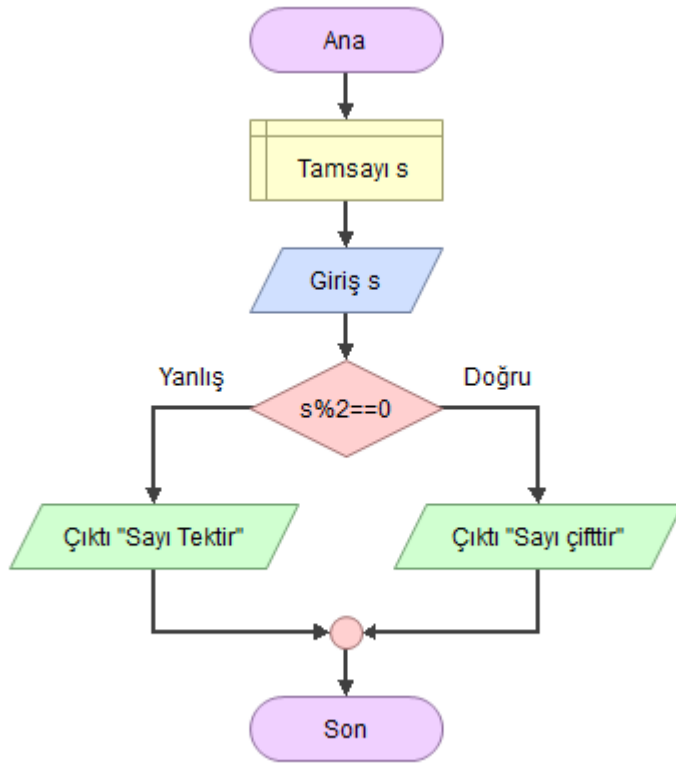 Ana
Tamsayı s
Giriş s
Yanlış
Doğru
s%2==0
Çıktı "Sayı Tektir"
Çıktı "Sayı çifttir"
Son